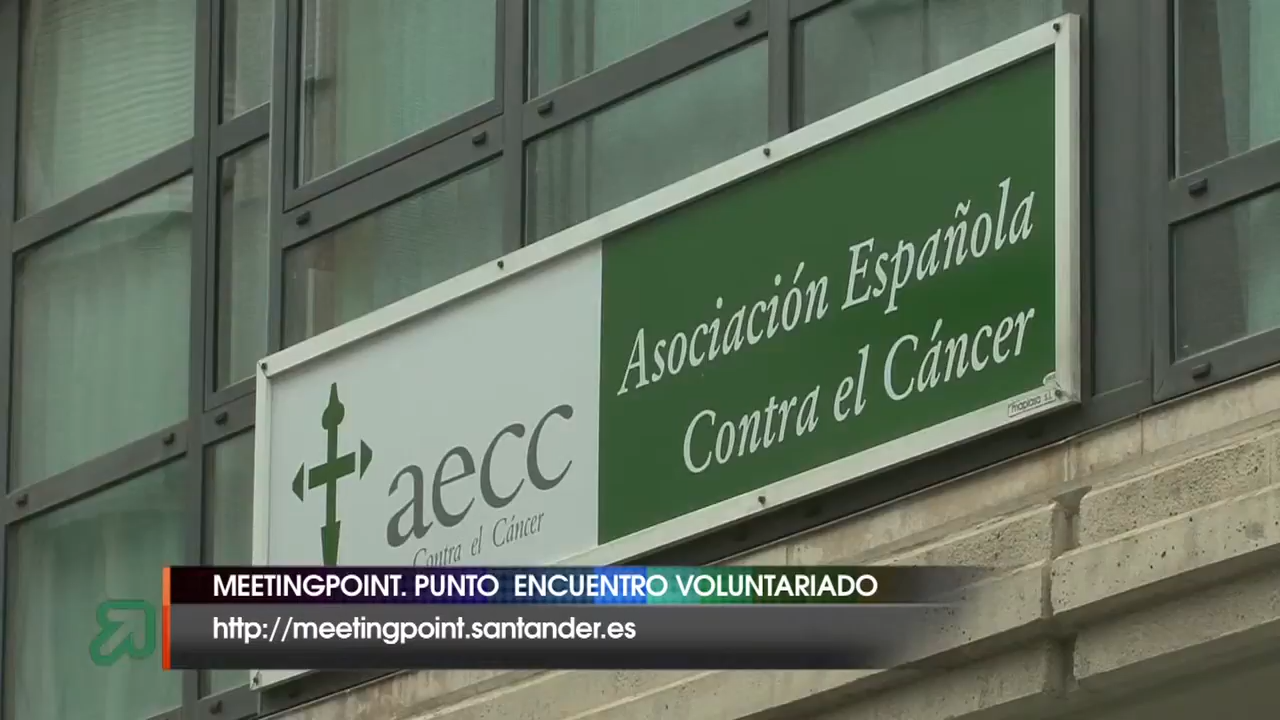 Asociación Española
Contra el Cáncer
aecc
Contra el Cáncer
MEETINGPOINT. PUNTO ENCUENTRO VOLUNTARIADO
http://meetingpoint.santander.es